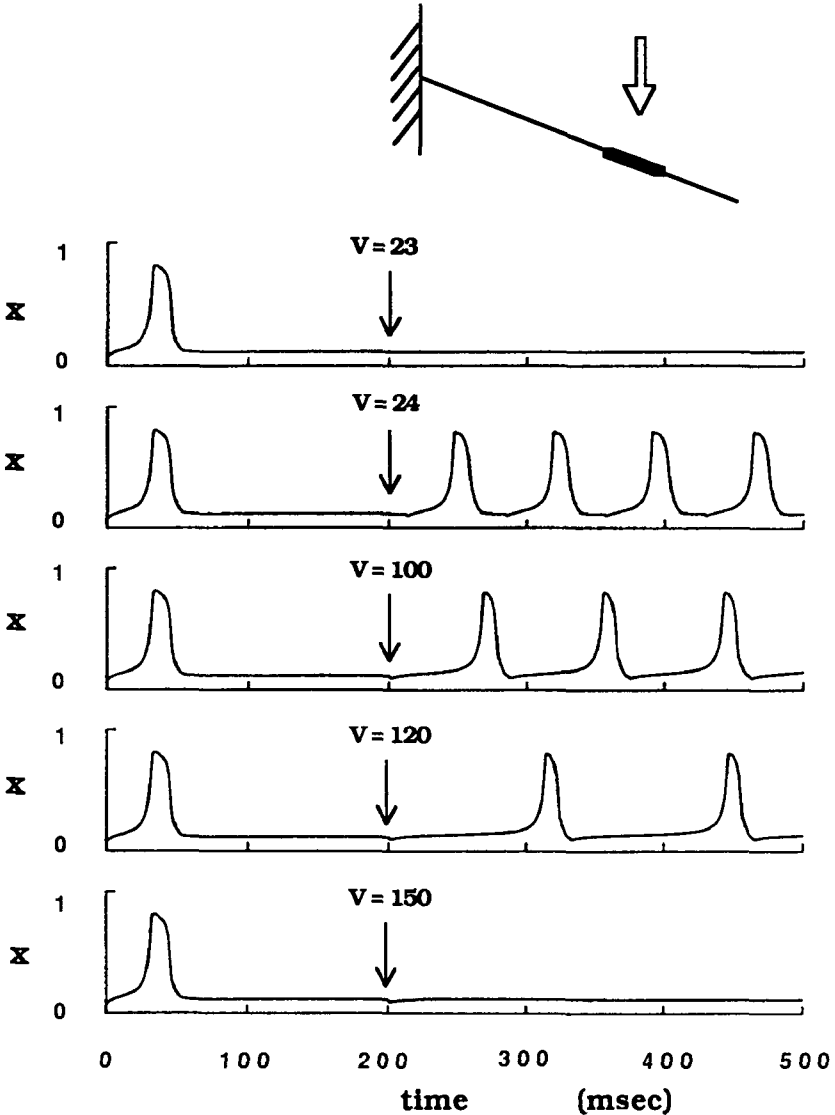 V = 23
1
X
0
V = 24
1
X
0
V = 100
1
X
0
V = 120
1
X
0
V = 150
1
X
0
0 100 200 300 400 500
time (msec)